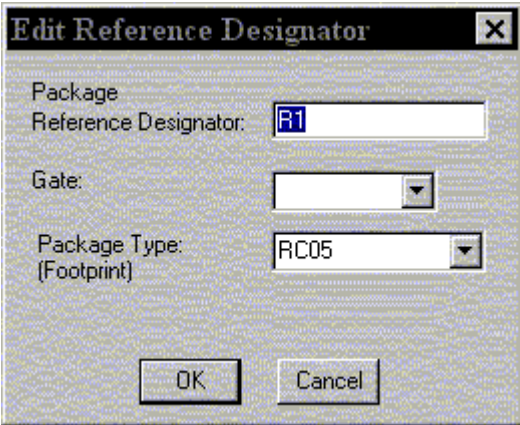 Edit Reference Designator
Package
Reference Designator: R1
Gate:
Package Type: RC05
(Footprint)
OK Cancel